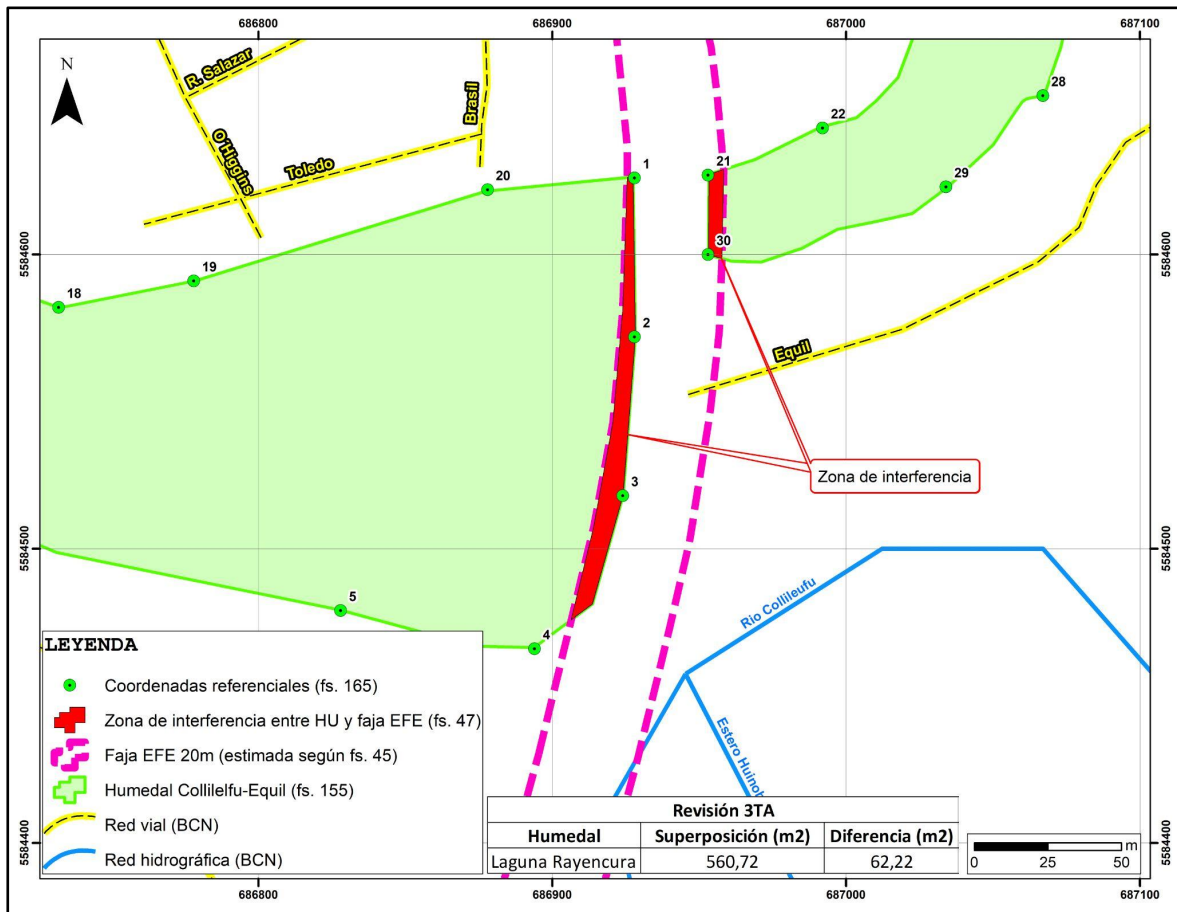 686800
686900
687000
687100
N
R. Salazar
Brasil
O'Higgins
Toledo
28
22
1
21
29
20
30
5584600
5584600
19
18
2
Equil
Zona de interferencia
3
5584500
5584500
5
4
Rio Collileufu
LEYENDA
Coordenadas referenciales (fs. 165)
Zona de interferencia entre HU y faja EFE (fs. 47)
Faja EFE 20m (estimada según fs. 45)
Humedal Collilelfu-Equil (fs. 155)
Red vial (BCN)
Red hidrográfica (BCN)
Estero Huinoh
Revisión 3TA
Humedal Superposición (m2) Diferencia (m2)
Laguna Rayencura 560,72 62,22
m
0 25 50
5584400
5584400
686800
686900
687000
687100